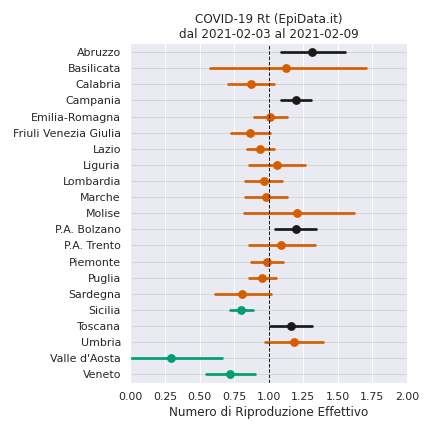 COVID-19 Rt (EpiData.it)
dal 2021-02-03 al 2021-02-09
Abruzzo
Basilicata
Calabria
Campania
Emilia-Romagna
Friuli Venezia Giulia
Lazio
Liguria
Lombardia
Marche
Molise
P.A. Bolzano
P.A. Trento
Piemonte
Puglia
Sardegna
Sicilia
Toscana
Umbria
Valle d'Aosta
Veneto
0.00 0.25 0.50 0.75 1.00 1.25 1.50 1.75 2.00
Numero di Riproduzione Effettivo